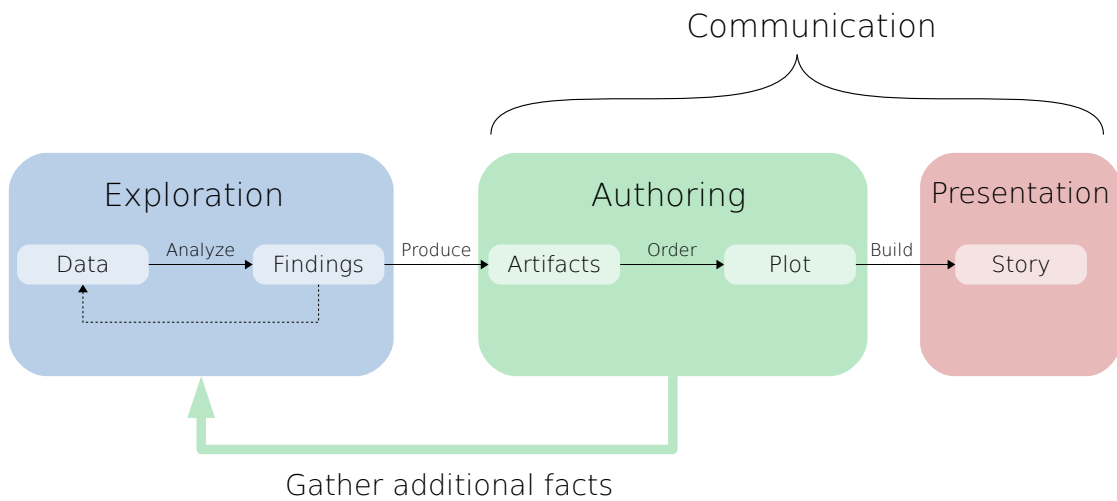 Communication
Exploration
Authoring
Presentation
Data
Analyze
Findings
Produce
Artifacts
Order
Plot
Build
Story
Gather additional facts